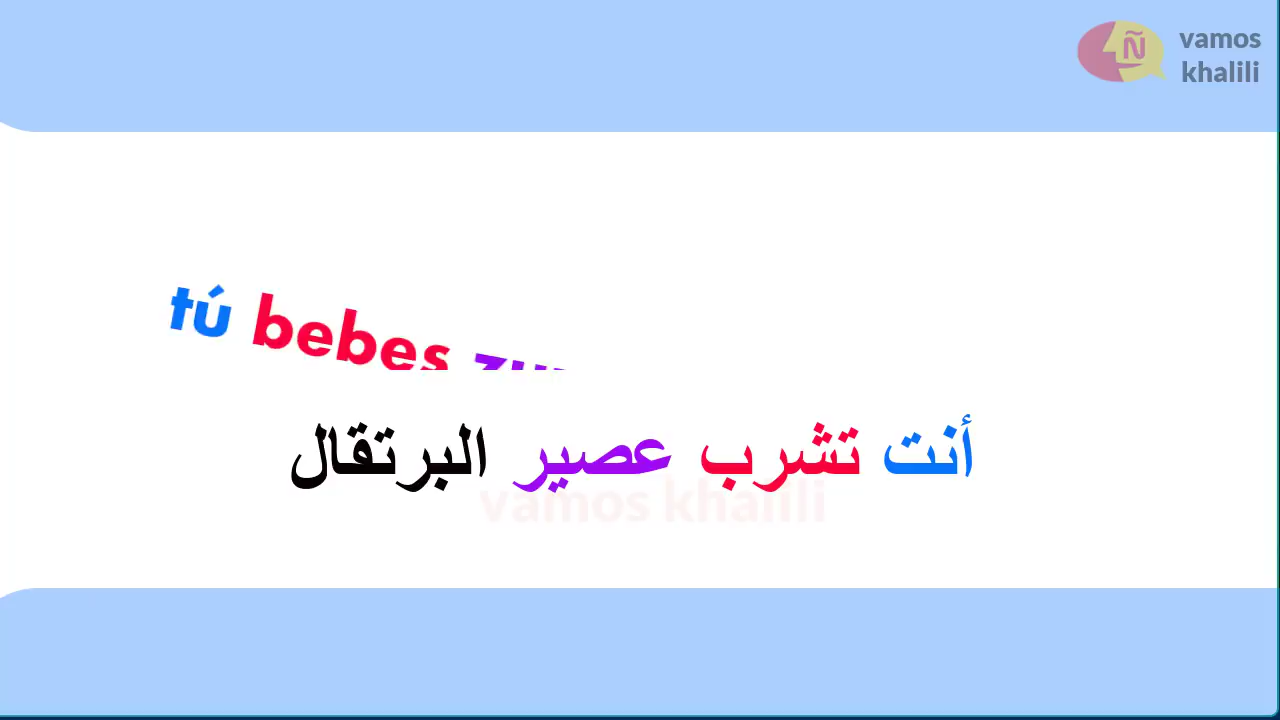 vamos
khalili
tú bebes
أنت تشرب عصير البرتقال
vamos khalili